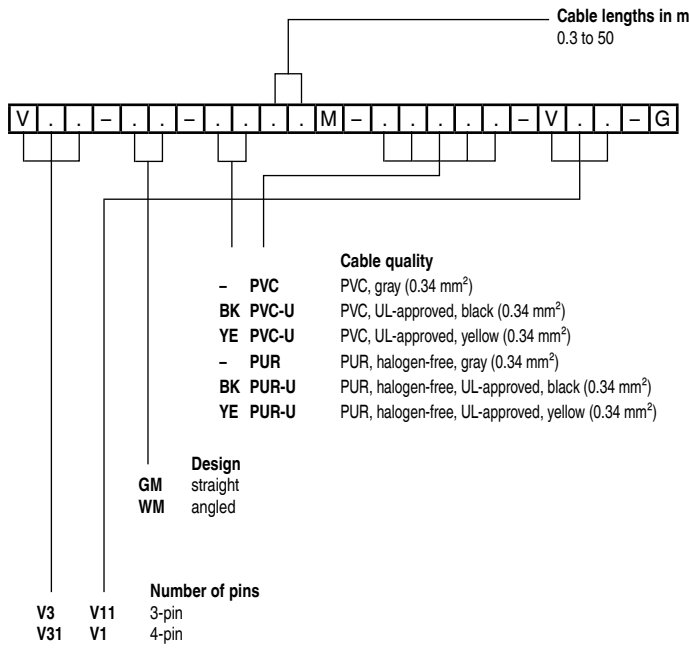 Cable lengths in m
0.3 to 50
V . . – . . – . . . . M – . . . . . – V . . – G
Cable quality
– PVC PVC, gray (0.34 mm²)
BK PVC-U PVC, UL-approved, black (0.34 mm²)
YE PVC-U PVC, UL-approved, yellow (0.34 mm²)
– PUR PUR, halogen-free, gray (0.34 mm²)
BK PUR-U PUR, halogen-free, UL-approved, black (0.34 mm²)
YE PUR-U PUR, halogen-free, UL-approved, yellow (0.34 mm²)
Design
GM straight
WM angled
Number of pins
V3 V11 3-pin
V31 V1 4-pin